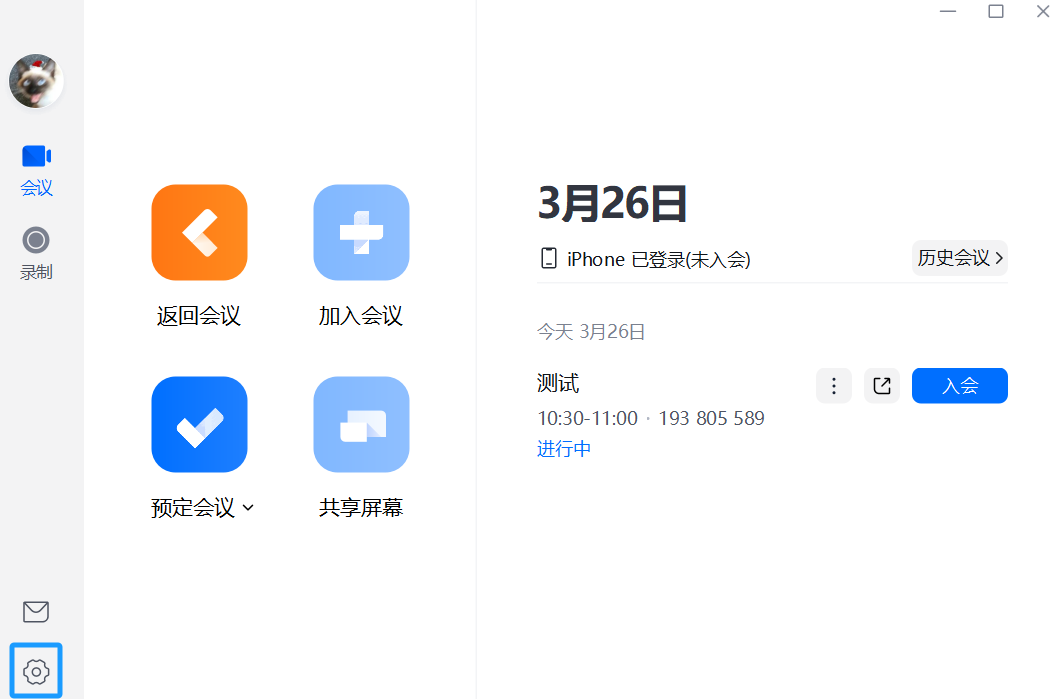 会议
录制
返回会议
加入会议
预定会议
共享屏幕
3月26日
iPhone 已登录(未入会)
历史会议
今天 3月26日
测试
入会
10:30-11:00 · 193 805 589
进行中